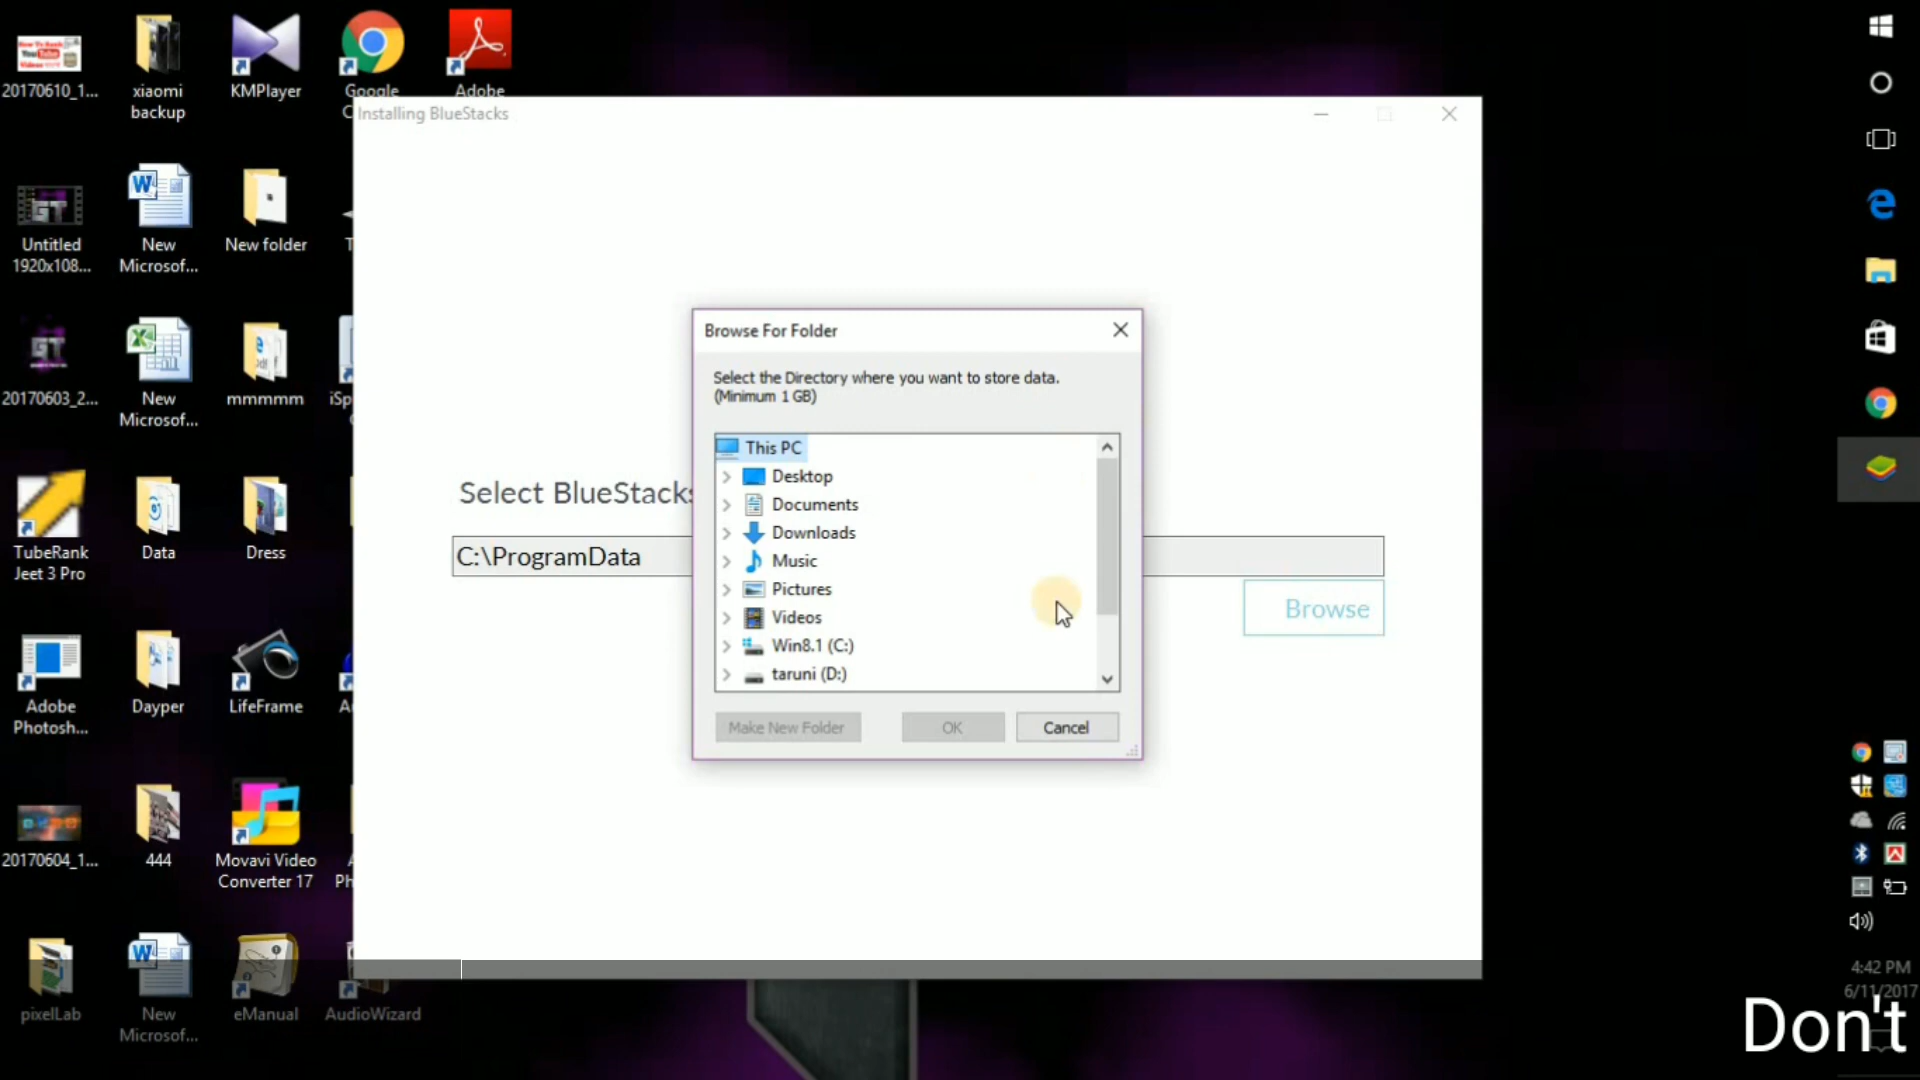 20170610_1...
xiaomi
backup
KMPlayer
Google
Adobe
Untitled
1920x108...
New
Microsof...
New folder
20170603_2...
New
Microsof...
mmmmm
TubeRank
Jeet 3 Pro
Data
Dress
Adobe
Photosh...
Dayper
LifeFrame
20170604_1...
444
Movavi Video
Converter 17
pixelLab
New
Microsof...
eManual
AudioWizard
Installing BlueStacks
Select BlueStacks
C:\ProgramData
Browse
Browse For Folder
Select the Directory where you want to store data.
(Minimum 1 GB)
This PC
Desktop
Documents
Downloads
Music
Pictures
Videos
Win8.1 (C:)
taruni (D:)
Make New Folder
OK
Cancel
4:42 PM
6/11/2017
Don't